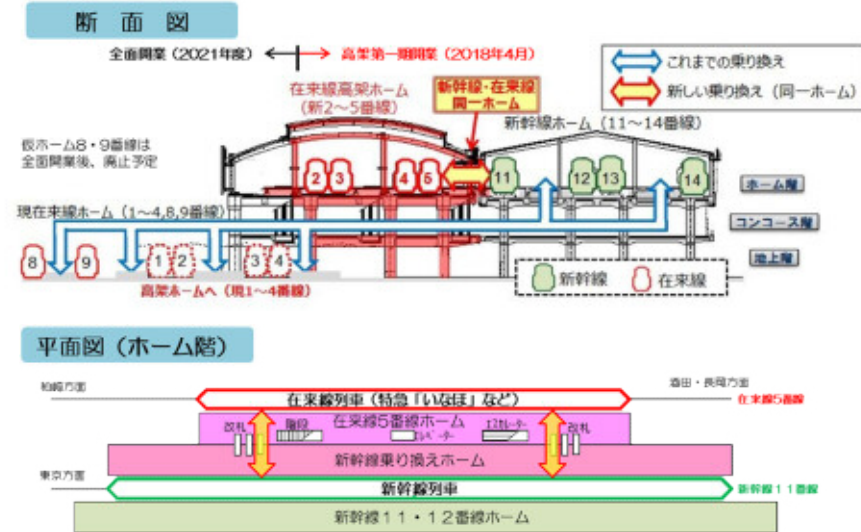 断面図
全面開業(2021年度)
高架第一期開業(2018年4月)
これまでの乗り換え
新しい乗り換え(同一ホーム)
在来線高架ホーム
(新2~5番線)
新幹線・在来線
同一ホーム
新幹線ホーム(11~14番線)
仮ホーム8・9番線は
全面開業後、廃止予定
2 3 4 5 11 12 13 14
ホーム階
現在来線ホーム(1~4,8,9番線)
コンコース階
8 9 1 2 3 4
地上階
高架ホームへ(現1~4番線)
新幹線 在来線
平面図(ホーム階)
柏崎方面
酒田・長岡方面
在来線列車(特急「いなほ」など)
在来線5番線
改札 階段 在来線5番線ホーム エスカレーター 改札
エレベーター
新幹線乗り換えホーム
東京方面
新幹線列車
新幹線11番線
新幹線11・12番線ホーム